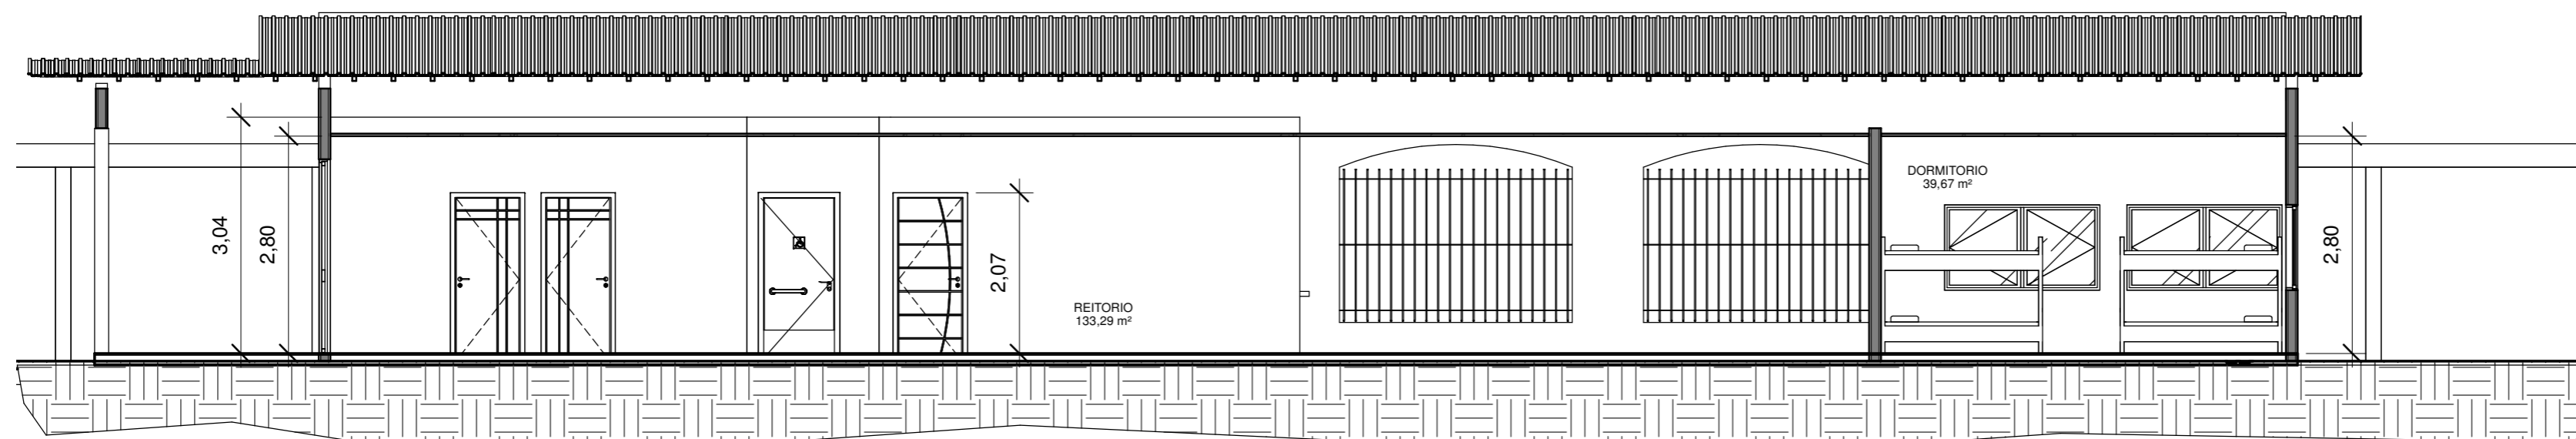 3,04
2,80
2,07
REITORIO
133,29 m²
DORMITORIO
39,67 m²
2,80